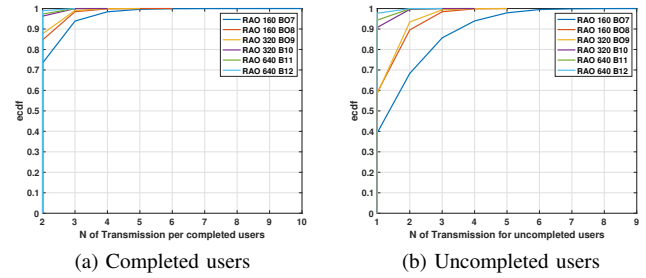 1
0.9
0.8
0.7
0.6
0.5
0.4
0.3
0.2
0.1
0
ecdf
2 3 4 5 6 7 8 9 10
N of Transmission per completed users
RAO 160 BO7
RAO 160 BO8
RAO 320 BO9
RAO 320 B10
RAO 640 B11
RAO 640 B12
(a) Completed users
1
0.9
0.8
0.7
0.6
0.5
0.4
0.3
0.2
0.1
0
ecdf
1 2 3 4 5 6 7 8 9
N of Transmission for uncompleted users
RAO 160 BO7
RAO 160 BO8
RAO 320 BO9
RAO 320 B10
RAO 640 B11
RAO 640 B12
(b) Uncompleted users